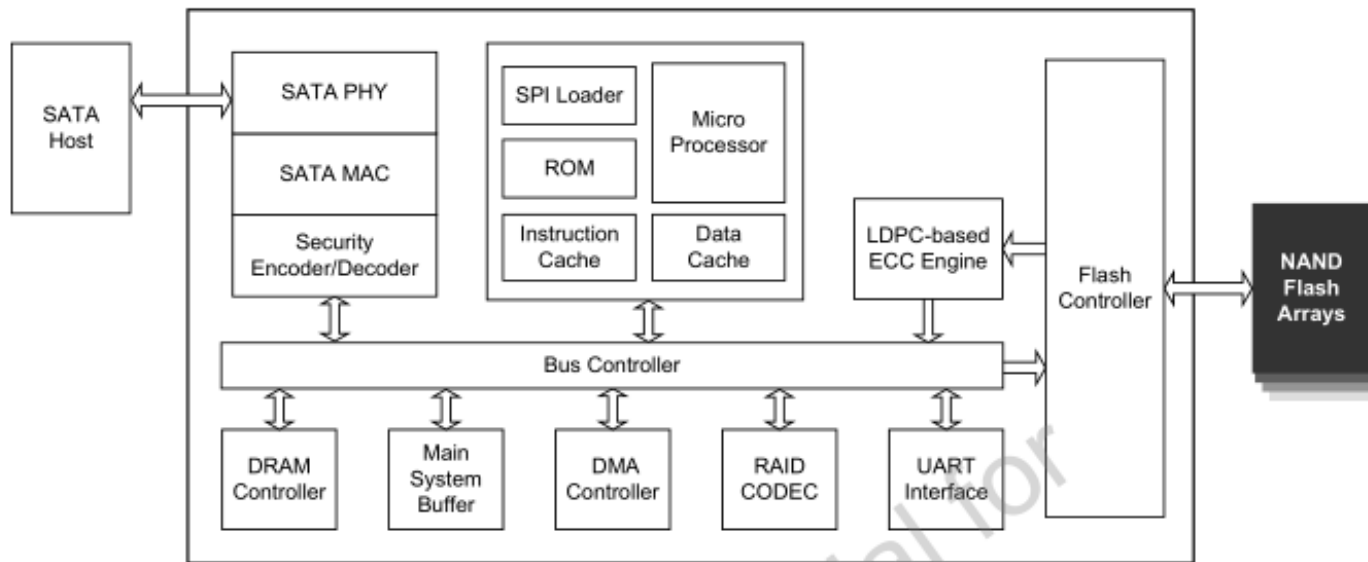 SATA
Host
SATA PHY
SATA MAC
Security
Encoder/Decoder
SPI Loader
ROM
Instruction
Cache
Micro
Processor
Data
Cache
LDPC-based
ECC Engine
Flash
Controller
NAND
Flash
Arrays
Bus Controller
DRAM
Controller
Main
System
Buffer
DMA
Controller
RAID
CODEC
UART
Interface
for